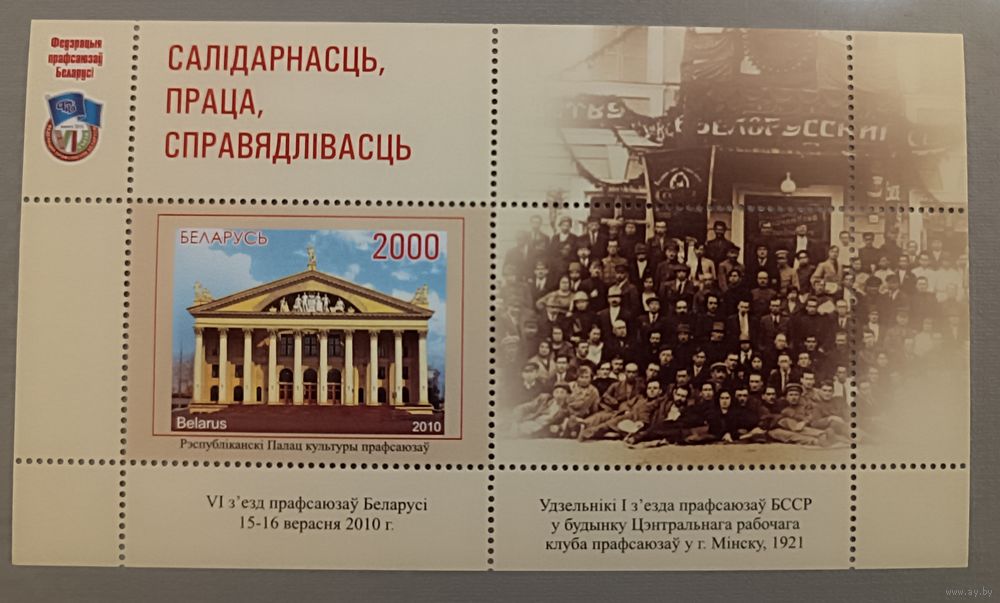 Федэрацыя
прафсаюзаў
Беларусі
VI
САЛІДАРНАСЦЬ,
ПРАЦА,
СПРАВЯДЛІВАСЦЬ
БЕЛОРУССКИЙ
БЕЛАРУСЬ 2000
Belarus 2010
Рэспубліканскі Палац культуры прафсаюзаў
VI з’езд прафсаюзаў Беларусі
15-16 верасня 2010 г.
Удзельнікі I з’езда прафсаюзаў БССР
у будынку Цэнтральнага рабочага
клуба прафсаюзаў у г. Мінску, 1921
www.ay.by